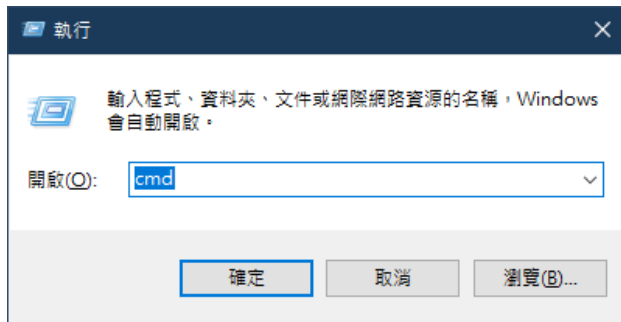 執行
輸入程式、資料夾、文件或網際網路資源的名稱，Windows
會自動開啟。
開啟(O):
cmd
確定
取消
瀏覽(B)...